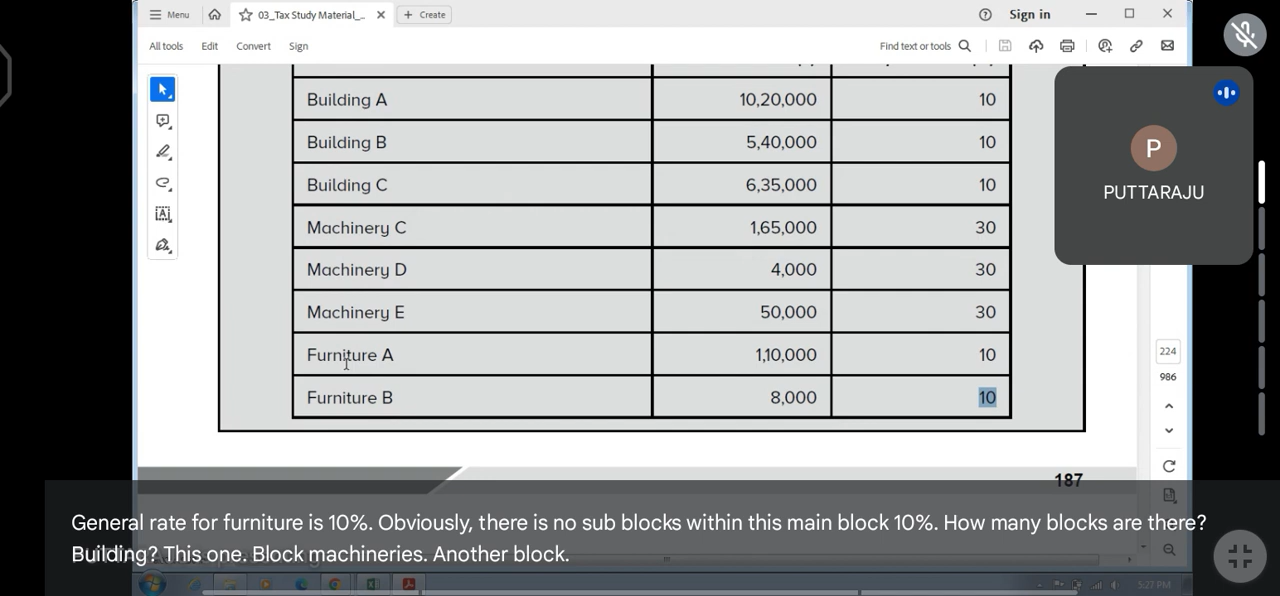 Menu
03_Tax Study Material_...
Create
Sign in
All tools
Edit
Convert
Sign
Find text or tools
Building A 10,20,000 10
Building B 5,40,000 10
Building C 6,35,000 10
Machinery C 1,65,000 30
Machinery D 4,000 30
Machinery E 50,000 30
Furniture A 1,10,000 10
Furniture B 8,000 10
P
PUTTARAJU
224
986
187
General rate for furniture is 10%. Obviously, there is no sub blocks within this main block 10%. How many blocks are there?
Building? This one. Block machineries. Another block.
5:27 PM